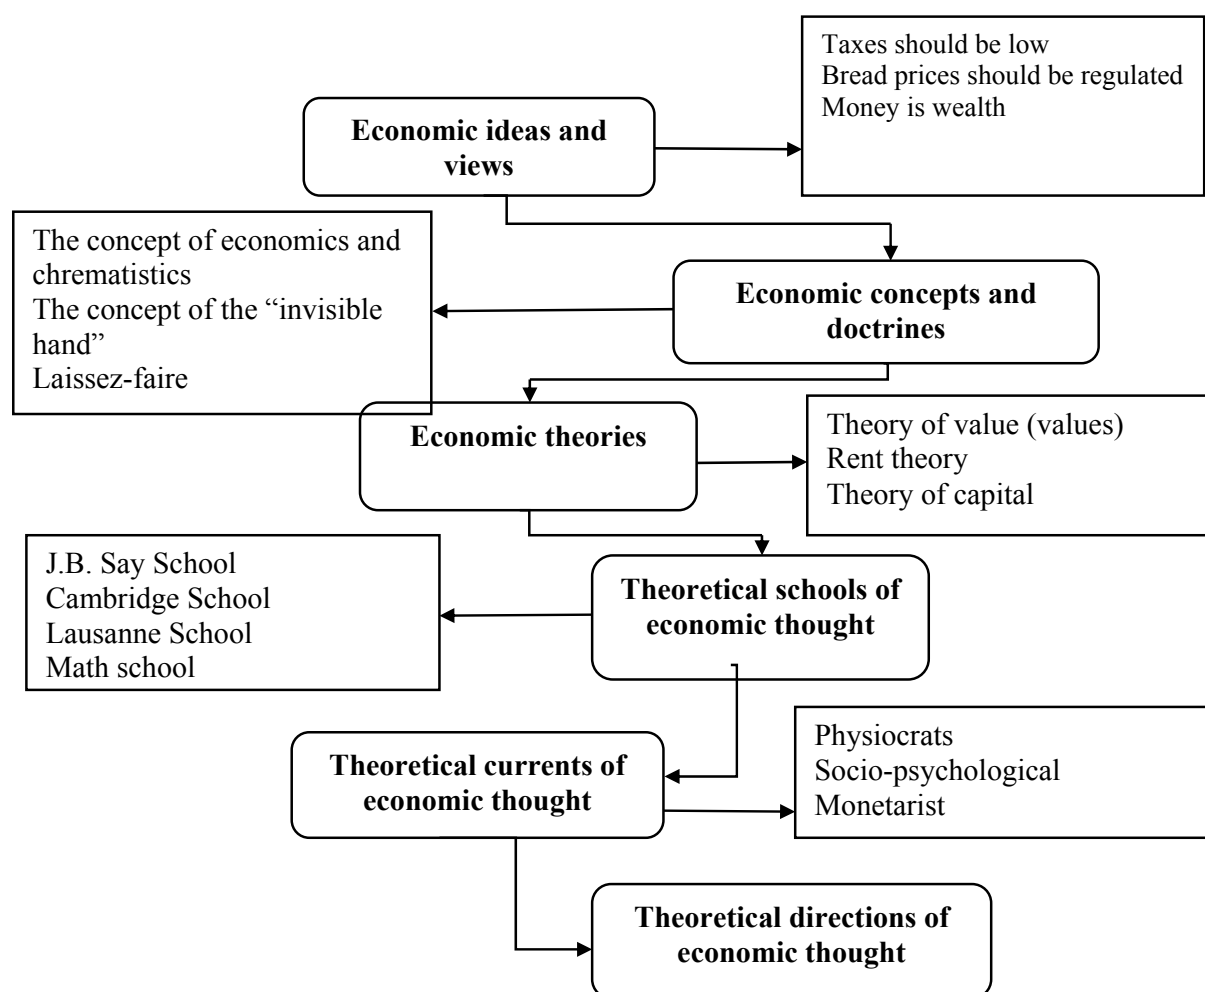 Taxes should be low
Bread prices should be regulated
Money is wealth
Economic ideas and
views
The concept of economics and
chrematistics
The concept of the “invisible
hand”
Laissez-faire
Economic concepts and
doctrines
Economic theories
Theory of value (values)
Rent theory
Theory of capital
J.B. Say School
Cambridge School
Lausanne School
Math school
Theoretical schools of
economic thought
Physiocrats
Socio-psychological
Monetarist
Theoretical currents of
economic thought
Theoretical directions of
economic thought